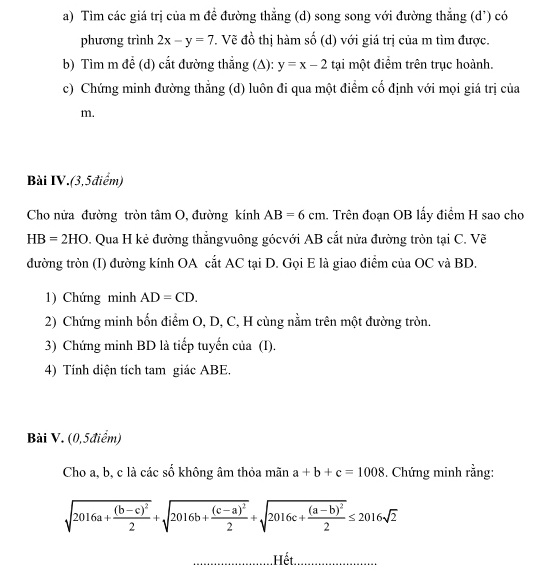 a) Tìm các giá trị của m để đường thẳng (d) song song với đường thẳng (d’) có
phương trình 2x – y = 7. Vẽ đồ thị hàm số (d) với giá trị của m tìm được.
b) Tìm m để (d) cắt đường thẳng (Δ): y = x – 2 tại một điểm trên trục hoành.
c) Chứng minh đường thẳng (d) luôn đi qua một điểm cố định với mọi giá trị của
m.
Bài IV.(3,5điểm)
Cho nửa đường tròn tâm O, đường kính AB = 6 cm. Trên đoạn OB lấy điểm H sao cho
HB = 2HO. Qua H kẻ đường thẳngvuông gócvới AB cắt nửa đường tròn tại C. Vẽ
đường tròn (I) đường kính OA cắt AC tại D. Gọi E là giao điểm của OC và BD.
1) Chứng minh AD = CD.
2) Chứng minh bốn điểm O, D, C, H cùng nằm trên một đường tròn.
3) Chứng minh BD là tiếp tuyến của (I).
4) Tính diện tích tam giác ABE.
Bài V. (0,5điểm)
Cho a, b, c là các số không âm thỏa mãn a + b + c = 1008. Chứng minh rằng:
√(2016a + (b – c)²/2) + √(2016b + (c – a)²/2) + √(2016c + (a – b)²/2) ≤ 2016√2
........................Hết.........................